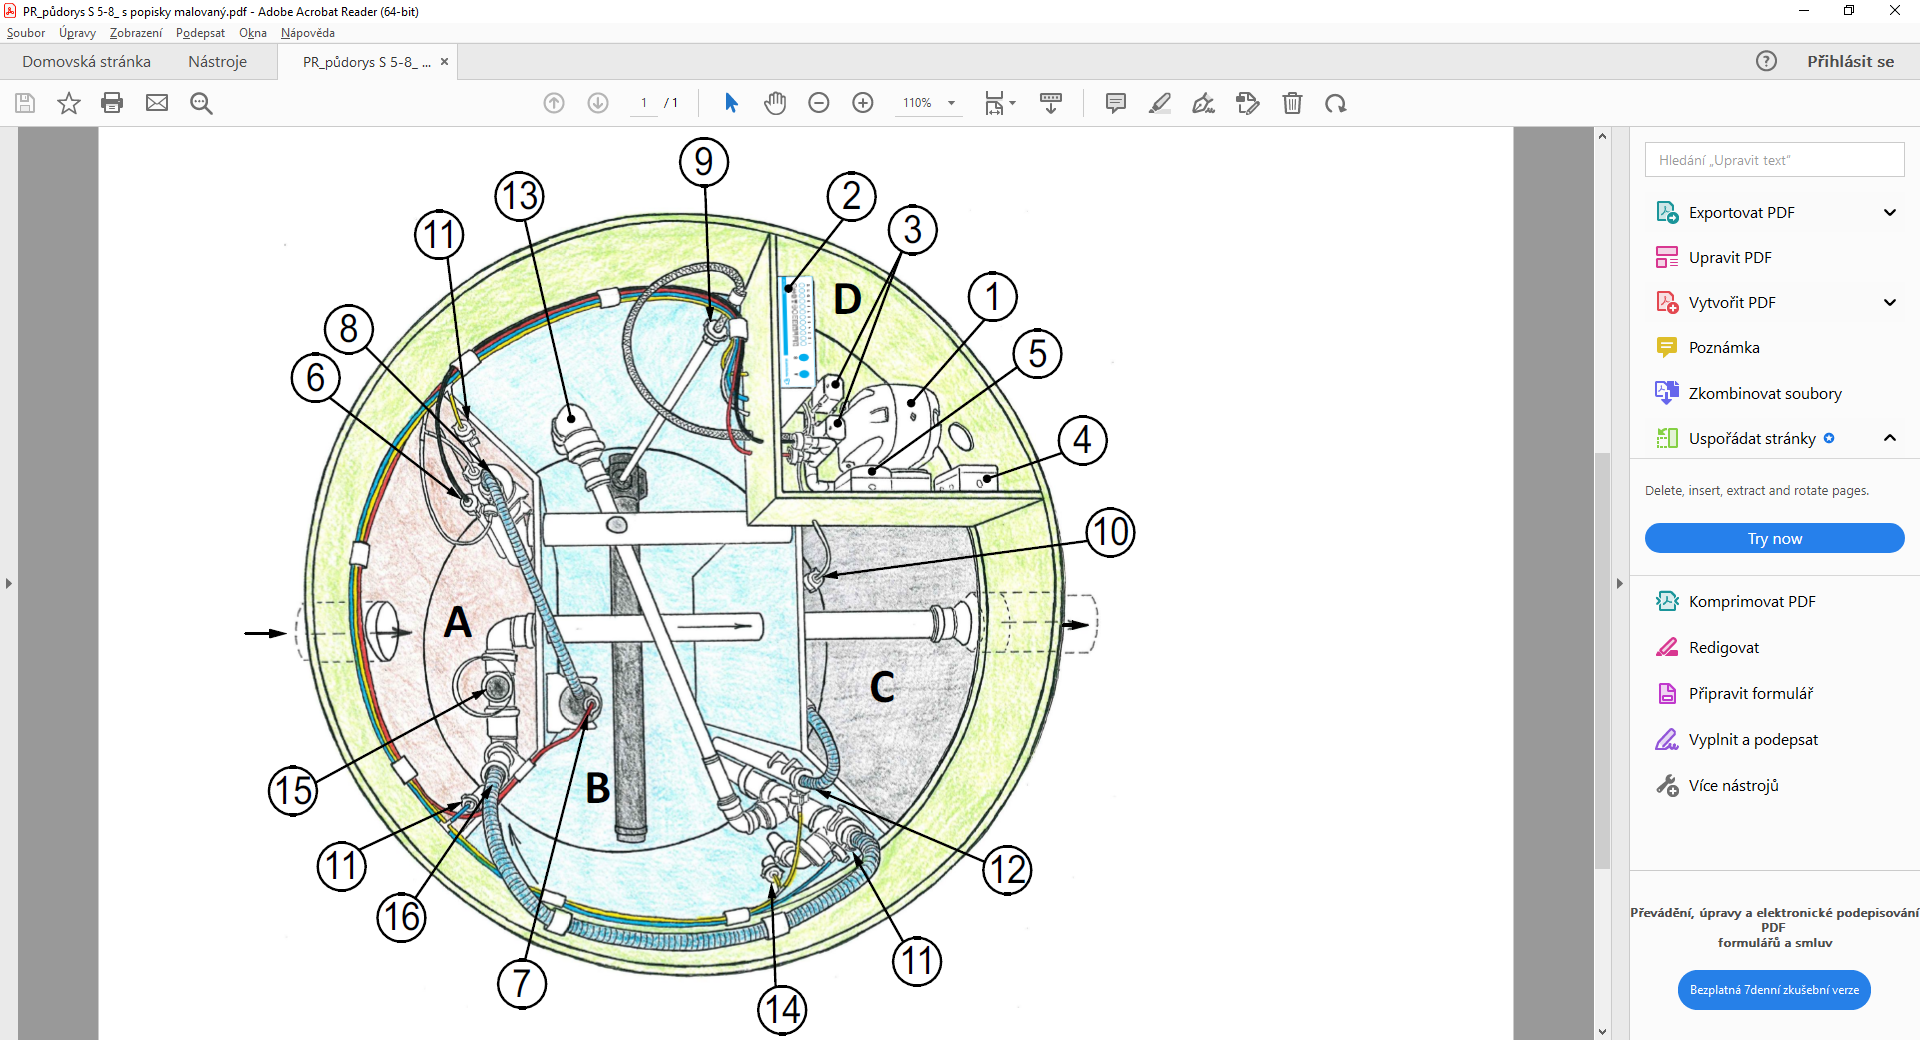 PR_půdorys S 5-8_ s popisky malovaný.pdf - Adobe Acrobat Reader (64-bit)
Soubor Úpravy Zobrazení Podepsat Okna Nápověda
Domovská stránka Nástroje PR_půdorys S 5-8_ ... × Přihlásit se
1 / 1 110%
9
13
2
11
3
D
1
8
5
6
4
10
A
C
B
15
11
12
16
11
7
14
Hledání „Upravit text"
Exportovat PDF
Upravit PDF
Vytvořit PDF
Poznámka
Zkombinovat soubory
Uspořádat stránky
Delete, insert, extract and rotate pages.
Try now
Komprimovat PDF
Redigovat
Připravit formulář
Vyplnit a podepsat
Více nástrojů
Převádění, úpravy a elektronické podepisování
PDF
formulářů a smluv
Bezplatná 7denní zkušební verze